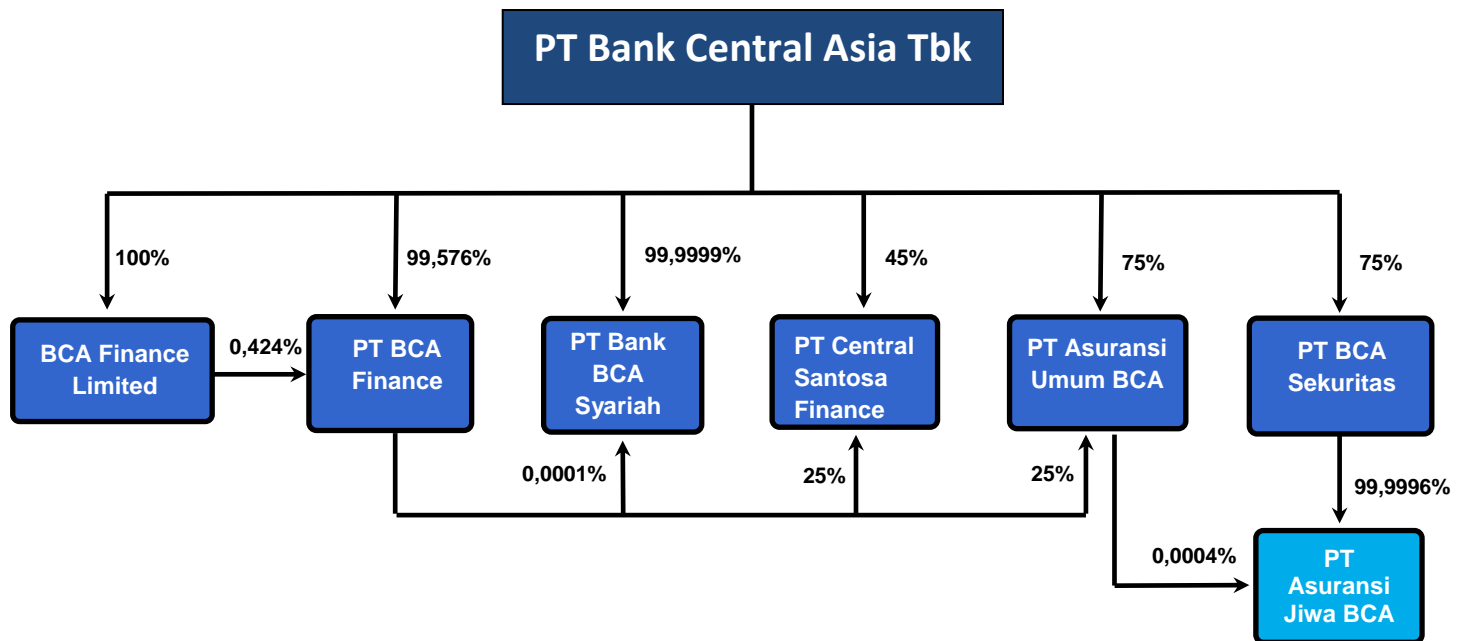 PT Bank Central Asia Tbk
100%
99,576%
99,9999%
45%
75%
75%
BCA Finance
Limited
0,424%
PT BCA
Finance
PT Bank
BCA
Syariah
PT Central
Santosa
Finance
PT Asuransi
Umum BCA
PT BCA
Sekuritas
0,0001%
25%
25%
99,9996%
0,0004%
PT
Asuransi
Jiwa BCA